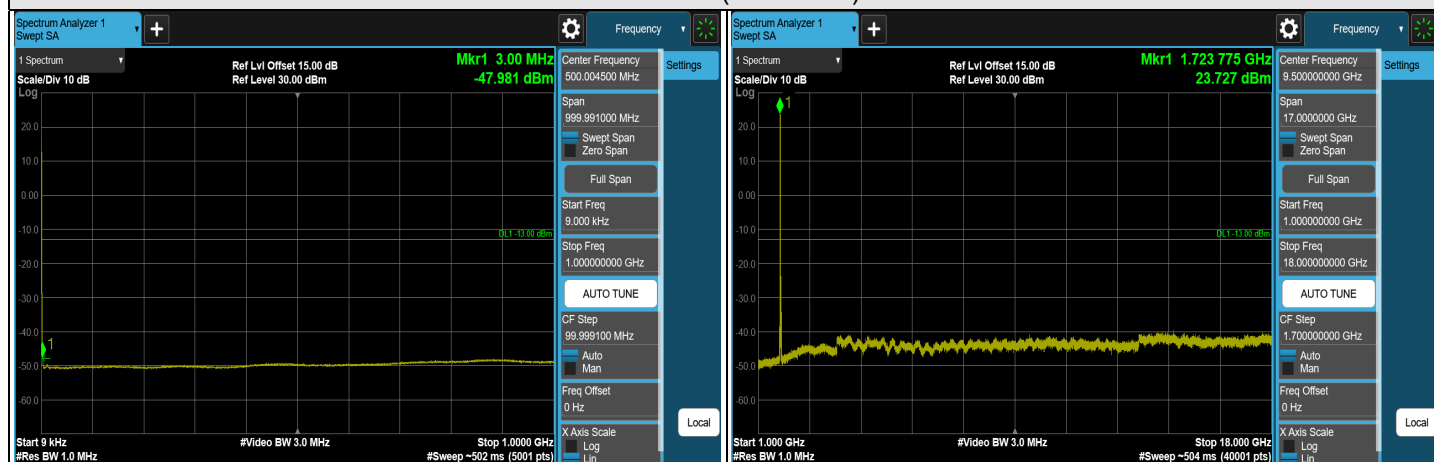 Spectrum Analyzer 1
Swept SA
Frequency
1 Spectrum
Scale/Div 10 dB
Log
Ref Lvl Offset 15.00 dB
Ref Level 30.00 dBm
Mkr1 3.00 MHz
-47.981 dBm
20.0
10.0
0.00
-10.0
-20.0
-30.0
-40.0
-50.0
-60.0
DL1 -13.00 dBm
1
Start 9 kHz
#Res BW 1.0 MHz
#Video BW 3.0 MHz
Stop 1.0000 GHz
#Sweep ~502 ms (5001 pts)
Center Frequency
500.004500 MHz
Settings
Span
999.991000 MHz
Swept Span
Zero Span
Full Span
Start Freq
9.000 kHz
Stop Freq
1.000000000 GHz
AUTO TUNE
CF Step
99.999100 MHz
Auto
Man
Freq Offset
0 Hz
X Axis Scale
Log
Lin
Local
Spectrum Analyzer 1
Swept SA
Frequency
1 Spectrum
Scale/Div 10 dB
Log
Ref Lvl Offset 15.00 dB
Ref Level 30.00 dBm
Mkr1 1.723 775 GHz
23.727 dBm
1
20.0
10.0
0.00
-10.0
-20.0
-30.0
-40.0
-50.0
-60.0
DL1 -13.00 dBm
Start 1.000 GHz
#Res BW 1.0 MHz
#Video BW 3.0 MHz
Stop 18.000 GHz
#Sweep ~504 ms (40001 pts)
Center Frequency
9.500000000 GHz
Settings
Span
17.0000000 GHz
Swept Span
Zero Span
Full Span
Start Freq
1.000000000 GHz
Stop Freq
18.000000000 GHz
AUTO TUNE
CF Step
1.700000000 GHz
Auto
Man
Freq Offset
0 Hz
X Axis Scale
Log
Lin
Local